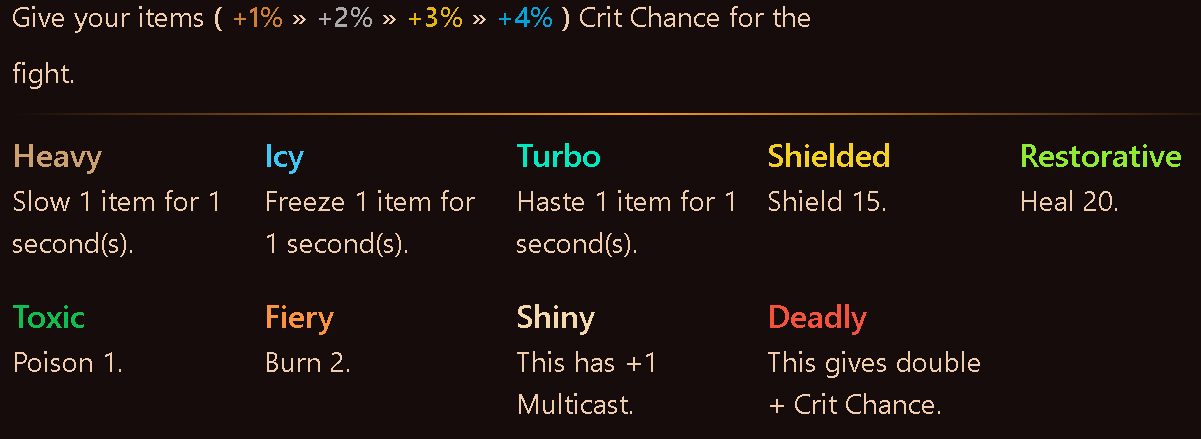 Give your items ( +1% » +2% » +3% » +4% ) Crit Chance for the
fight.
Heavy
Slow 1 item for 1
second(s).
Icy
Freeze 1 item for
1 second(s).
Turbo
Haste 1 item for 1
second(s).
Shielded
Shield 15.
Restorative
Heal 20.
Toxic
Poison 1.
Fiery
Burn 2.
Shiny
This has +1
Multicast.
Deadly
This gives double
+ Crit Chance.